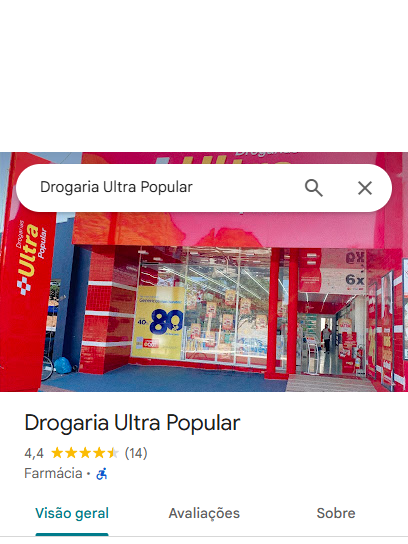 Drogaria Ultra Popular
Drogarias
Ultra
Popular
80
6x
6x
Drogaria Ultra Popular
4,4 (14)
Farmácia ·
Visão geral
Avaliações
Sobre